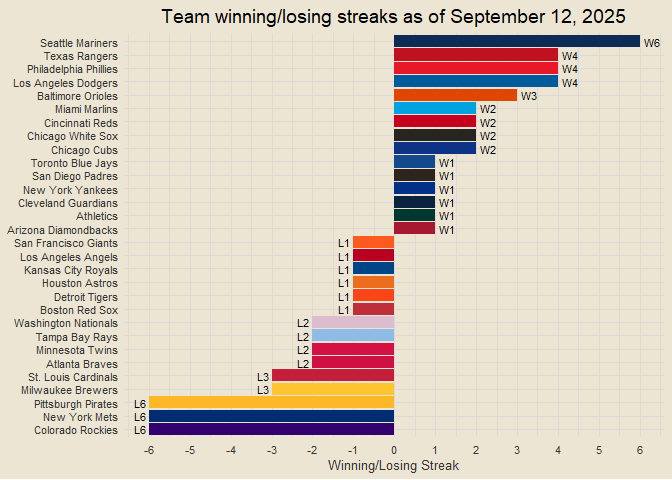 Team winning/losing streaks as of September 12, 2025
Seattle Mariners W6
Texas Rangers W4
Philadelphia Phillies W4
Los Angeles Dodgers W4
Baltimore Orioles W3
Miami Marlins W2
Cincinnati Reds W2
Chicago White Sox W2
Chicago Cubs W2
Toronto Blue Jays W1
San Diego Padres W1
New York Yankees W1
Cleveland Guardians W1
Athletics W1
Arizona Diamondbacks W1
San Francisco Giants L1
Los Angeles Angels L1
Kansas City Royals L1
Houston Astros L1
Detroit Tigers L1
Boston Red Sox L1
Washington Nationals L2
Tampa Bay Rays L2
Minnesota Twins L2
Atlanta Braves L2
St. Louis Cardinals L3
Milwaukee Brewers L3
Pittsburgh Pirates L6
New York Mets L6
Colorado Rockies L6
-6 -5 -4 -3 -2 -1 0 1 2 3 4 5 6
Winning/Losing Streak